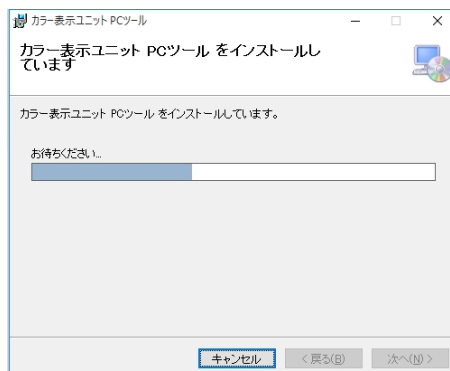 カラー表示ユニット PCツール
カラー表示ユニット PCツール をインストールし
ています
カラー表示ユニット PCツール をインストールしています。
お待ちください...
キャンセル
< 戻る(B)
次へ(N) >